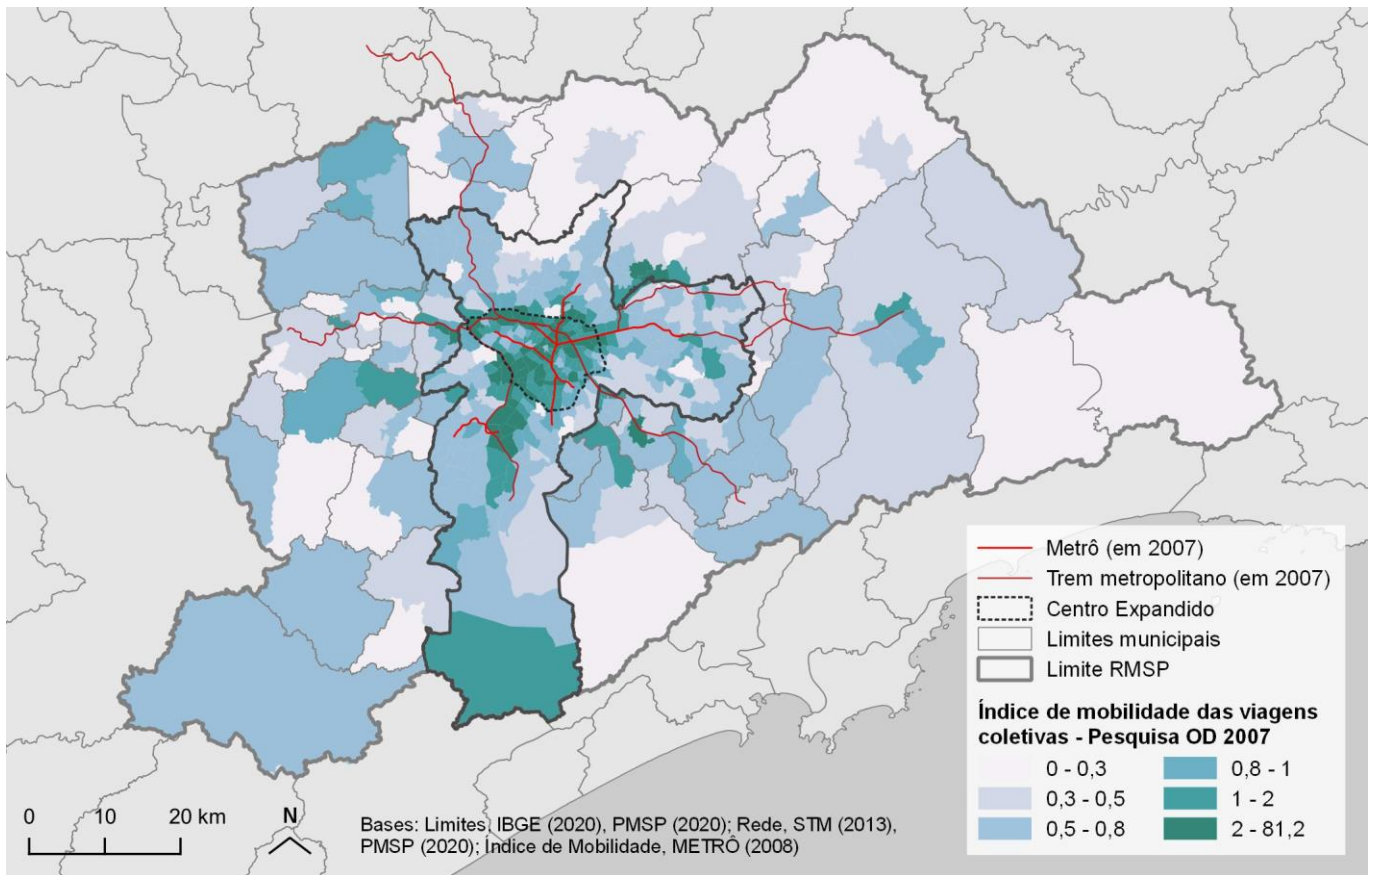 Metrô (em 2007)
Trem metropolitano (em 2007)
Centro Expandido
Limites municipais
Limite RMSP
Índice de mobilidade das viagens
coletivas - Pesquisa OD 2007
0 - 0,3
0,8 - 1
0,3 - 0,5
1 - 2
0,5 - 0,8
2 - 81,2
0 10 20 km
N
Bases: Limites, IBGE (2020), PMSP (2020); Rede, STM (2013),
PMSP (2020); Índice de Mobilidade, METRÔ (2008)